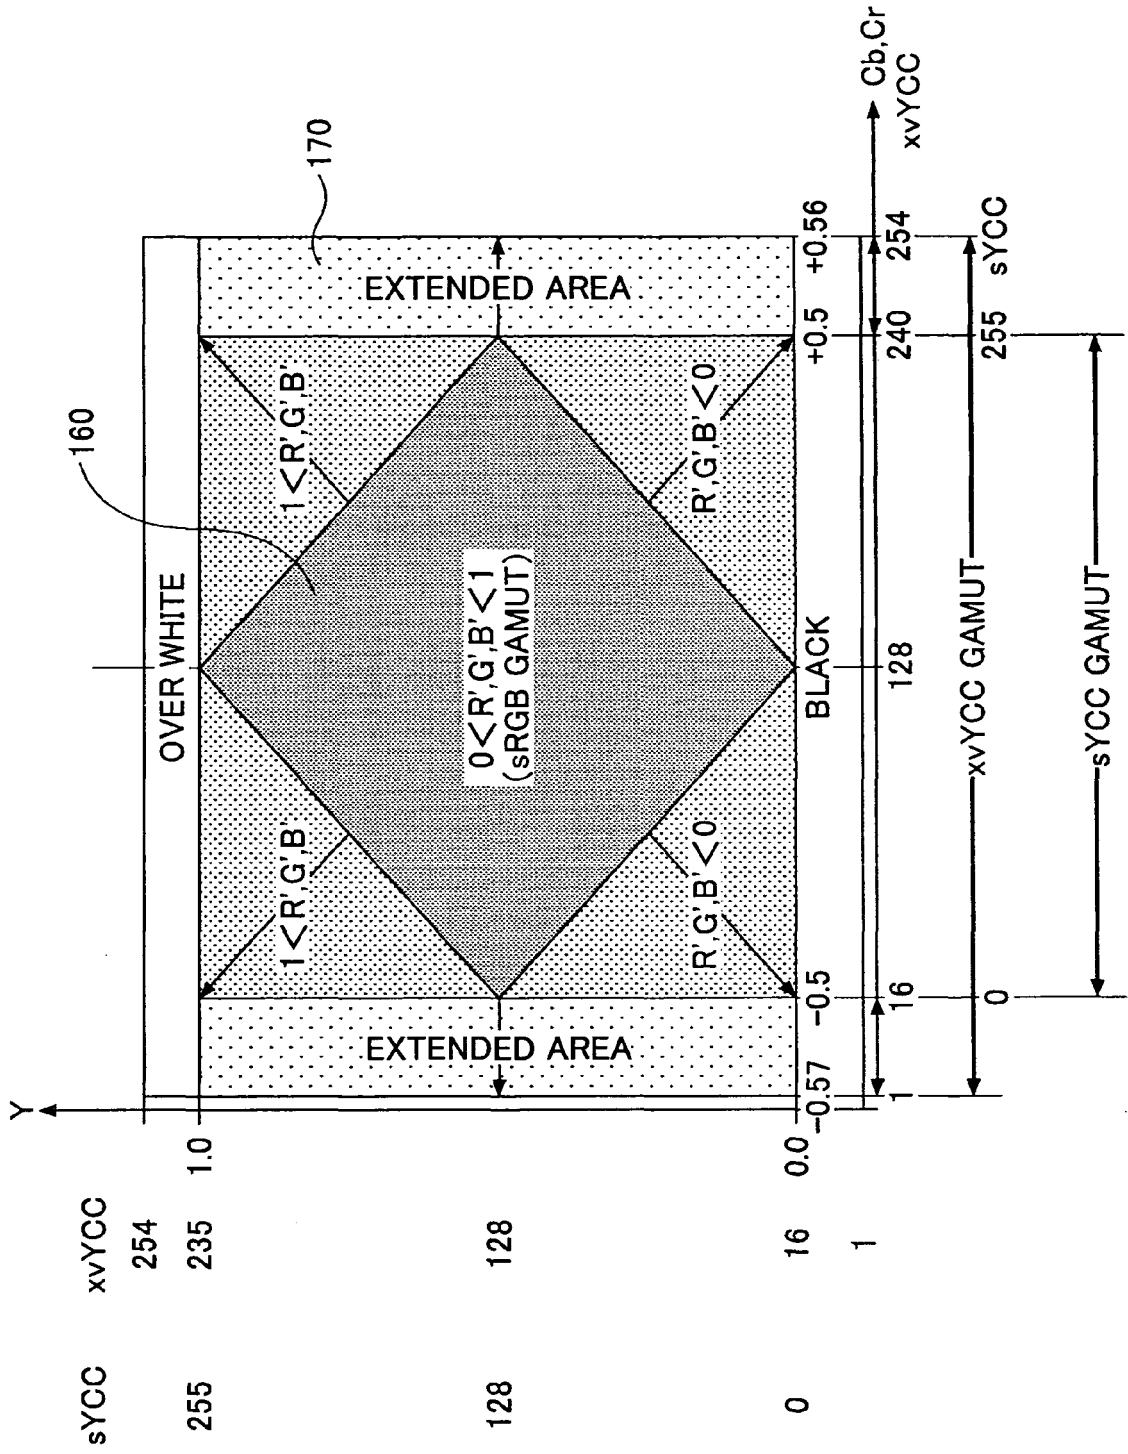 sYCC
xvYCC
Y
254
255
235
1.0
OVER WHITE
160
170
1<R',G',B'
1<R',G',B'
128
128
EXTENDED AREA
0<R',G',B'<1
(sRGB GAMUT)
EXTENDED AREA
R',G',B'<0
R',G',B'<0
0
16
0.0
-0.57
-0.5
BLACK
+0.5
+0.56
1
1
16
128
240
254
Cb,Cr
xvYCC
0
255
sYCC
xvYCC GAMUT
sYCC GAMUT